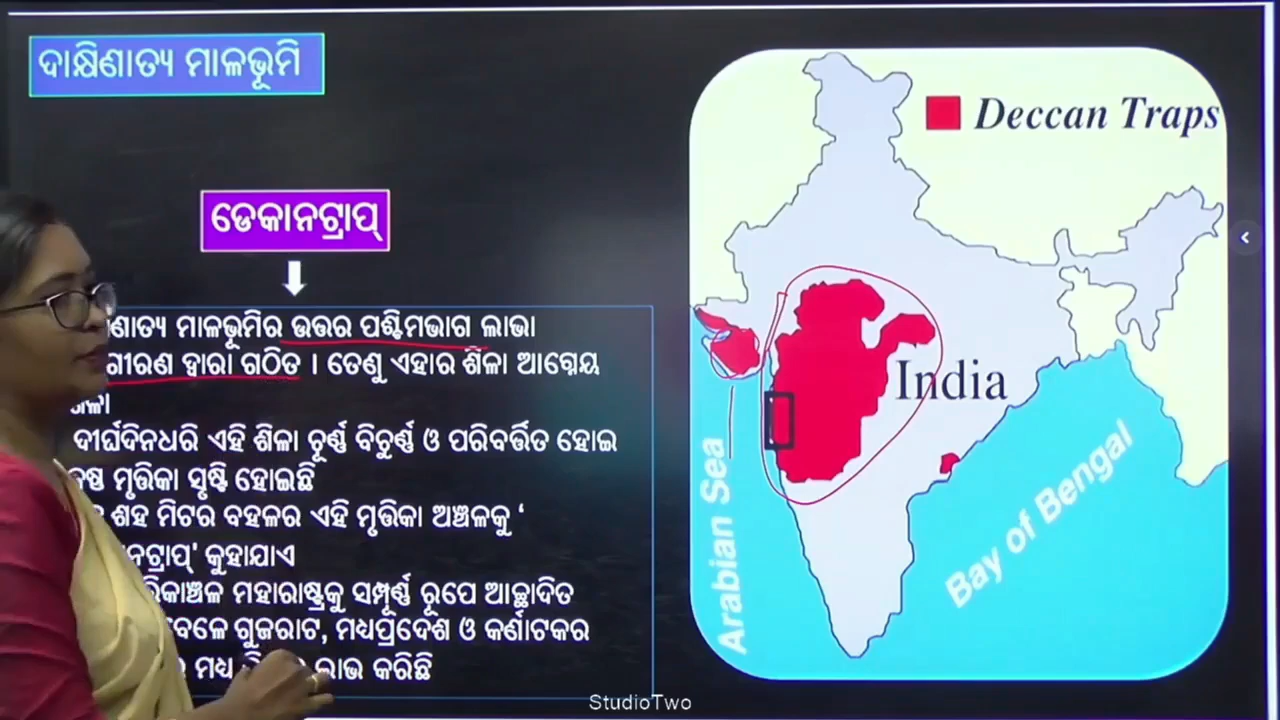 ଦାକ୍ଷିଣାତ୍ୟ ମାଳଭୂମି
Deccan Traps
ଡେକାନଟ୍ରାପ୍
ମାଳଭୂମିର ଉତ୍ତର ପଶ୍ଚିମଭାଗ ଲାଭା
ଦ୍ୱାରା ଗଠିତ । ତେଣୁ ଏହାର ଶିଳା ଆଗ୍ନେୟ
India
ଦୀର୍ଘଦିନଧରି ଏହି ଶିଳା ଚୂର୍ଣ୍ଣ ବିଚୂର୍ଣ୍ଣ ଓ ପରିବର୍ତ୍ତିତ ହୋଇ
ମୃତ୍ତିକା ସୃଷ୍ଟି ହୋଇଛି
ଶହ ମିଟର ବହଳର ଏହି ମୃତ୍ତିକା ଅଞ୍ଚଳକୁ '
କୁହାଯାଏ
ମହାରାଷ୍ଟ୍ରକୁ ସମ୍ପୂର୍ଣ୍ଣ ରୂପେ ଆଚ୍ଛାଦିତ
ଗୁଜରାଟ, ମଧ୍ୟପ୍ରଦେଶ ଓ କର୍ଣାଟକର
ମଧ୍ୟ ଲାଭ କରିଛି
Arabian Sea
Bay of Bengal
StudioTwo